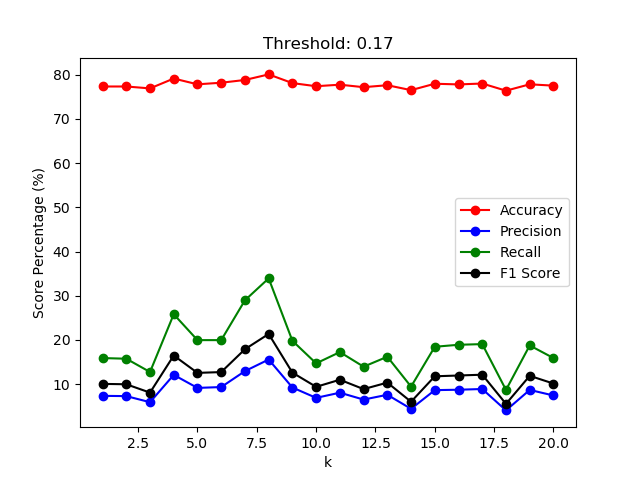 Threshold: 0.17
80
70
60
50
40
30
20
10
Score Percentage (%)
Accuracy
Precision
Recall
F1 Score
2.5 5.0 7.5 10.0 12.5 15.0 17.5 20.0
k